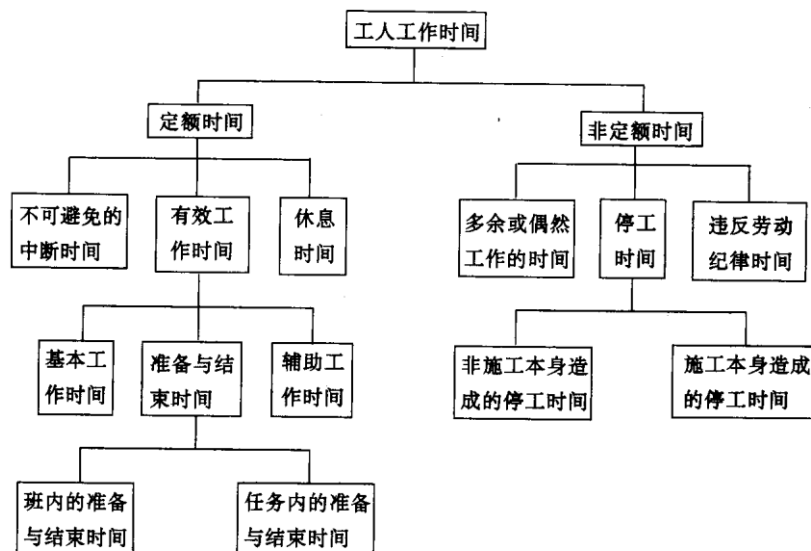 工人工作时间
定额时间
非定额时间
不可避免的
中断时间
有效工
作时间
休息
时间
多余或偶然
工作的时间
停工
时间
违反劳动
纪律时间
基本工
作时间
准备与结
束时间
辅助工
作时间
非施工本身造
成的停工时间
施工本身造成
的停工时间
班内的准备
与结束时间
任务内的准备
与结束时间